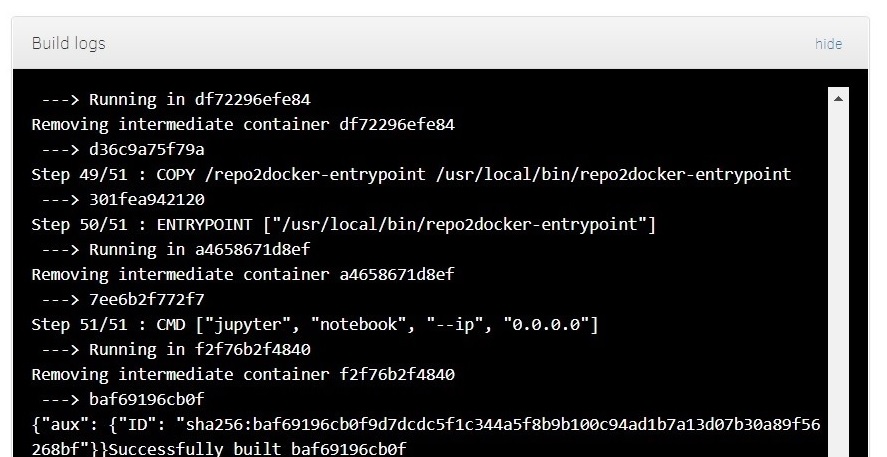 Build logs
hide
---> Running in df72296efe84
Removing intermediate container df72296efe84
---> d36c9a75f79a
Step 49/51 : COPY /repo2docker-entrypoint /usr/local/bin/repo2docker-entrypoint
---> 301fea942120
Step 50/51 : ENTRYPOINT ["/usr/local/bin/repo2docker-entrypoint"]
---> Running in a4658671d8ef
Removing intermediate container a4658671d8ef
---> 7ee6b2f772f7
Step 51/51 : CMD ["jupyter", "notebook", "--ip", "0.0.0.0"]
---> Running in f2f76b2f4840
Removing intermediate container f2f76b2f4840
---> baf69196cb0f
{"aux": {"ID": "sha256:baf69196cb0f9d7dcdc5f1c344a5f8b9b100c94ad1b7a13d07b30a89f56
268bf"}}Successfully built baf69196cb0f